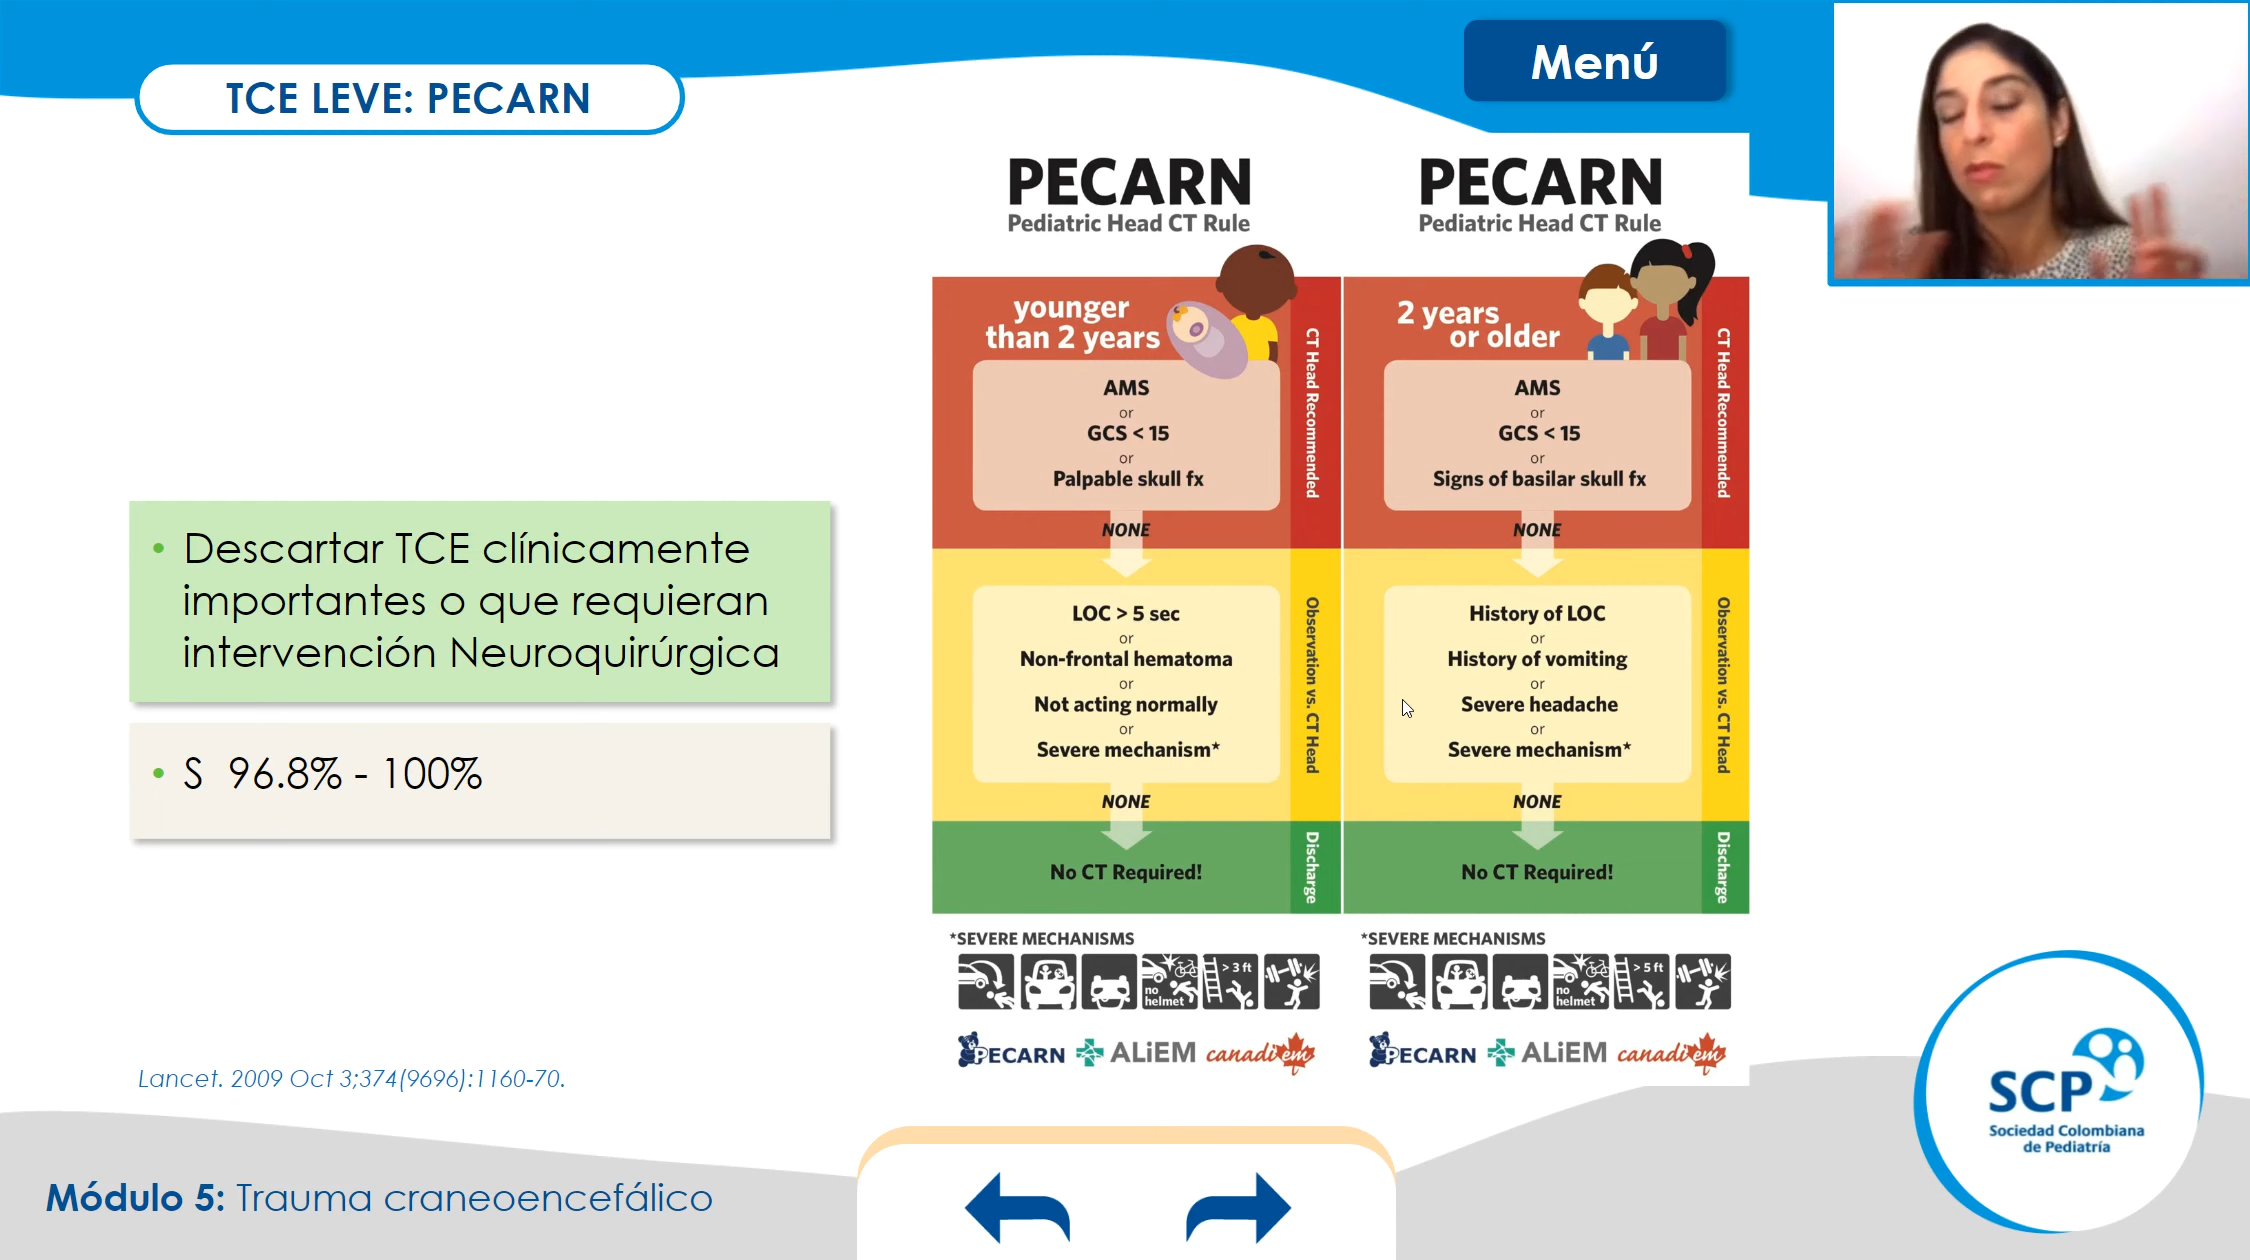 TCE LEVE: PECARN
Menú
• Descartar TCE clínicamente
importantes o que requieran
intervención Neuroquirúrgica
• S 96.8% - 100%
Lancet. 2009 Oct 3;374(9696):1160-70.
PECARN
Pediatric Head CT Rule
younger
than 2 years
AMS
or
GCS < 15
or
Palpable skull fx
NONE
CT Head Recommended
LOC > 5 sec
or
Non-frontal hematoma
or
Not acting normally
or
Severe mechanism*
NONE
Observation vs. CT Head
No CT Required!
Discharge
*SEVERE MECHANISMS
no
helmet
> 3 ft
PECARN
ALiEM
canadiem
PECARN
Pediatric Head CT Rule
2 years
or older
AMS
or
GCS < 15
or
Signs of basilar skull fx
NONE
CT Head Recommended
History of LOC
or
History of vomiting
or
Severe headache
or
Severe mechanism*
NONE
Observation vs. CT Head
No CT Required!
Discharge
*SEVERE MECHANISMS
no
helmet
> 5 ft
PECARN
ALiEM
canadiem
SCP
Sociedad Colombiana
de Pediatría
Módulo 5: Trauma craneoencefálico